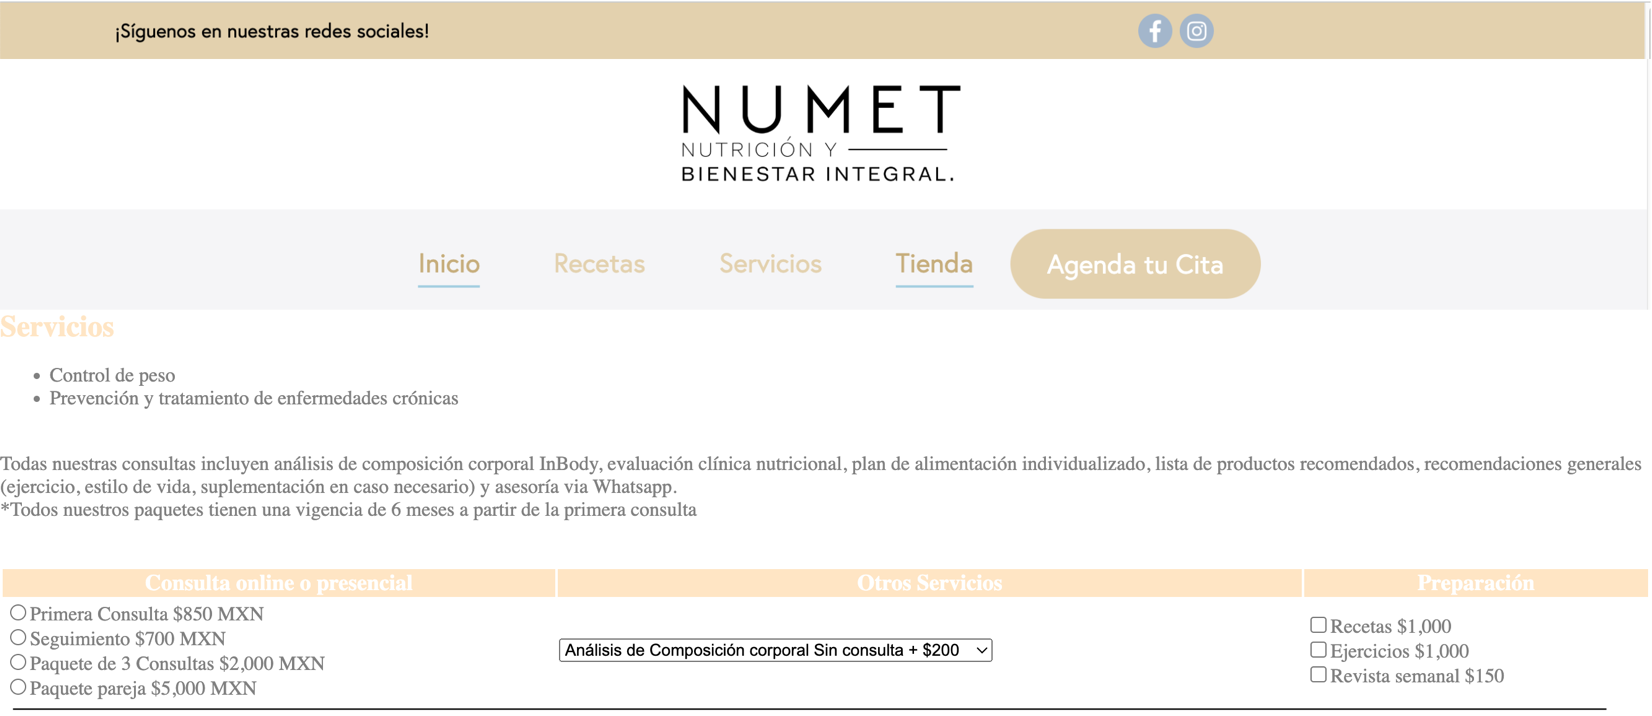 ¡Síguenos en nuestras redes sociales!
NUMET
NUTRICIÓN Y
BIENESTAR INTEGRAL.
Inicio Recetas Servicios Tienda Agenda tu Cita
Servicios
• Control de peso
• Prevención y tratamiento de enfermedades crónicas
Todas nuestras consultas incluyen análisis de composición corporal InBody, evaluación clínica nutricional, plan de alimentación individualizado, lista de productos recomendados, recomendaciones generales
(ejercicio, estilo de vida, suplementación en caso necesario) y asesoría via Whatsapp.
*Todos nuestros paquetes tienen una vigencia de 6 meses a partir de la primera consulta
Consulta online o presencial
Primera Consulta $850 MXN
Seguimiento $700 MXN
Paquete de 3 Consultas $2,000 MXN
Paquete pareja $5,000 MXN
Otros Servicios
Análisis de Composición corporal Sin consulta + $200
Preparación
Recetas $1,000
Ejercicios $1,000
Revista semanal $150